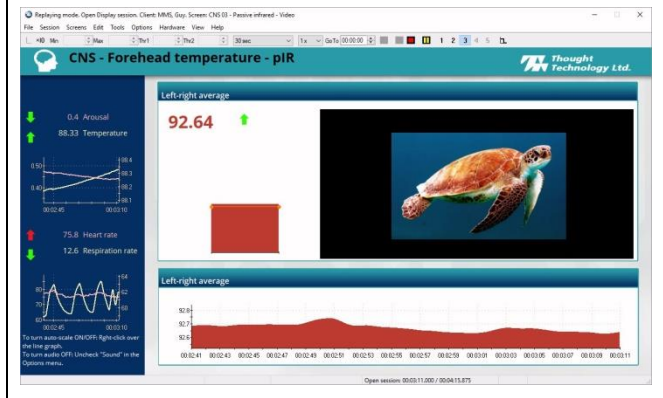 Replaying mode. Open Display session. Client: MMS, Guy. Screen: CNS 03 - Passive infrared - Video
File Session Screens Edit Tools Options Hardware View Help
Min Max Thr1 Thr2 30 sec 1 x GoTo 00:00:00 1 2 3 4 5
CNS - Forehead temperature - pIR
Thought
Technology Ltd.
0.4 Arousal
88.33 Temperature
0.50 88.4
88.3
0.40 88.2
88.1
00:02:45 00:03:10
75.8 Heart rate
12.6 Respiration rate
80 64
70 62
68
60
00:02:45 00:03:10
To turn auto-scale ON/OFF: Right-click over
the line graph.
To turn audio OFF: Uncheck "Sound" in the
Options menu.
Left-right average
92.64
Left-right average
92.8
92.7
92.6
00:02:41 00:02:43 00:02:45 00:02:47 00:02:49 00:02:51 00:02:53 00:02:55 00:02:57 00:02:59 00:03:01 00:03:03 00:03:05 00:03:07 00:03:09 00:03:11
Open session: 00:03:11.000 / 00:04:15.875